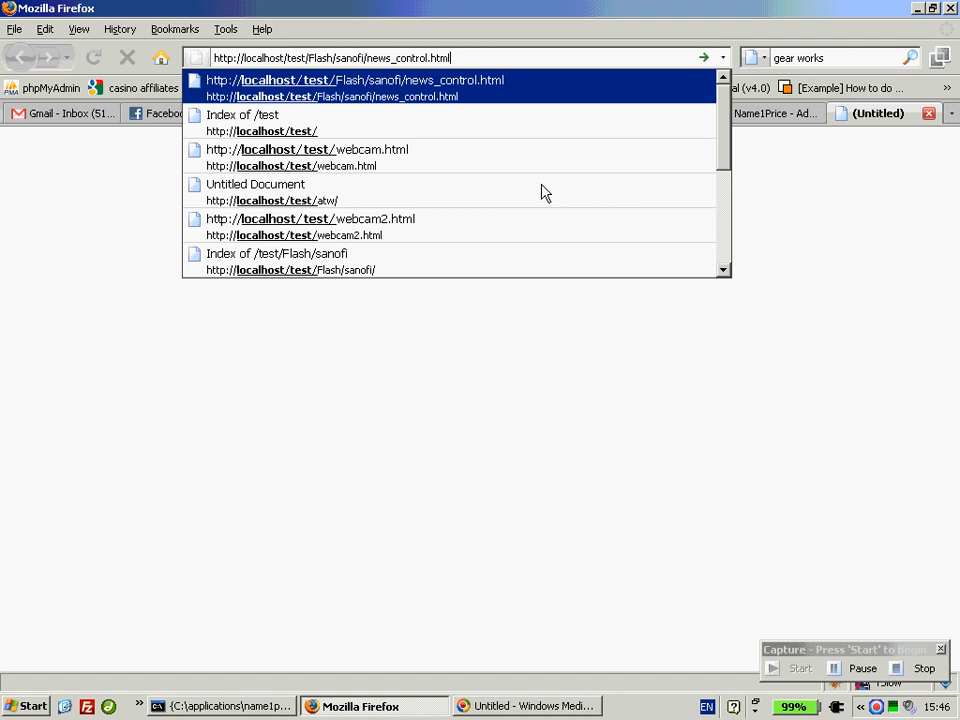 Mozilla Firefox
File Edit View History Bookmarks Tools Help
http://localhost/test/Flash/sanofi/news_control.html
gear works
phpMyAdmin casino affiliates
al (v4.0) [Example] How to do ... »
Gmail - Inbox (51... Facebo
Name1Price - Ad... (Untitled)
http://localhost/test/Flash/sanofi/news_control.html
http://localhost/test/Flash/sanofi/news_control.html
Index of /test
http://localhost/test/
http://localhost/test/webcam.html
http://localhost/test/webcam.html
Untitled Document
http://localhost/test/atw/
http://localhost/test/webcam2.html
http://localhost/test/webcam2.html
Index of /test/Flash/sanofi
http://localhost/test/Flash/sanofi/
Capture - Press 'Start' to Begin
Start Pause Stop
Start » {C:\applications\name1p... Mozilla Firefox Untitled - Windows Medi... EN 99% « 15:46